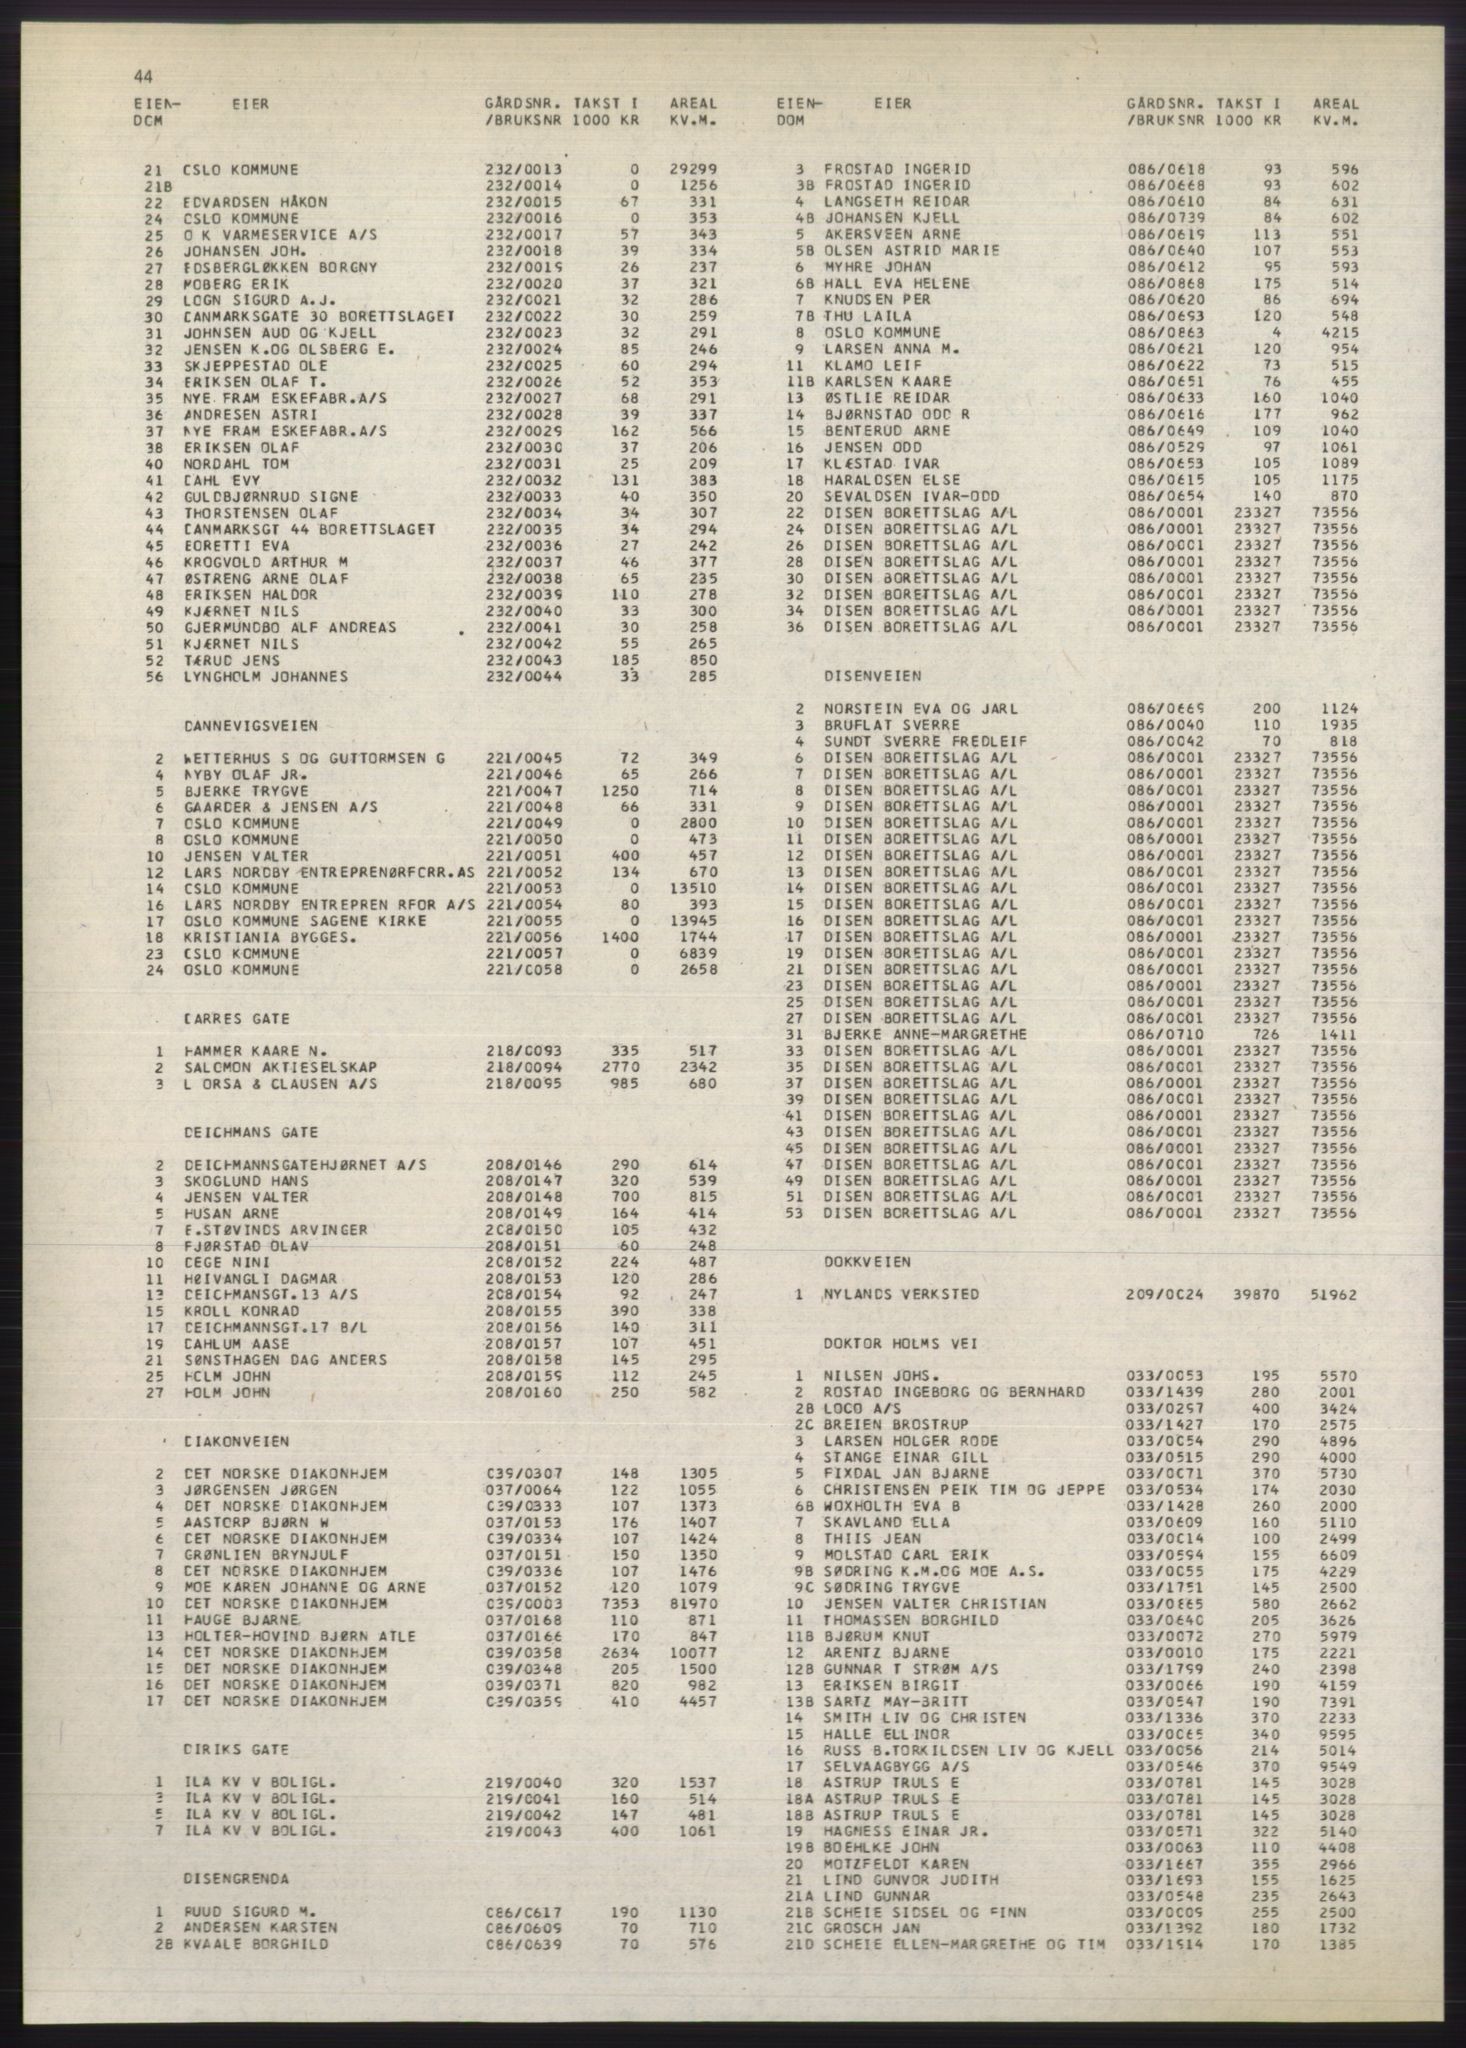 44
EIEN- EIER GÅRDSNR. TAKST I AREAL
DCM /BRUKSNR 1000 KR KV.M.
21 CSLO KOMMUNE 232/0013 0 29299
21B 232/0014 0 1256
22 EDVARDSEN HÅKON 232/0015 67 331
24 CSLO KOMMUNE 232/0016 0 353
25 O K VARMESERVICE A/S 232/0017 57 343
26 JOHANSEN JOH. 232/0018 39 334
27 FOSBERGLØKKEN BORGNY 232/0019 26 237
28 MOBERG ERIK 232/0020 37 321
29 LOGN SIGURD A.J. 232/0021 32 286
30 CANMARKSGATE 30 BORETTSLAGET 232/0022 30 259
31 JOHNSEN AUD OG KJELL 232/0023 32 291
32 JENSEN K.OG OLSBERG E. 232/0024 85 246
33 SKJEPPESTAD OLE 232/0025 60 294
34 ERIKSEN OLAF T. 232/0026 52 353
35 NYE FRAM ESKEFABR.A/S 232/0027 68 291
36 ANDRESEN ASTRI 232/0028 39 337
37 NYE FRAM ESKEFABR.A/S 232/0029 162 566
38 ERIKSEN OLAF 232/0030 37 206
40 NORDAHL TOM 232/0031 25 209
41 CAHL EVY 232/0032 131 383
42 GULDBJØRNRUD SIGNE 232/0033 40 350
43 THORSTENSEN OLAF 232/0034 34 307
44 CANMARKSGT 44 BORETTSLAGET 232/0035 34 294
45 EORETTI EVA 232/0036 27 242
46 KROGVOLD ARTHUR M 232/0037 46 377
47 ØSTRENG ARNE OLAF 232/0038 65 235
48 ERIKSEN HALDOR 232/0039 110 278
49 KJÆRNET NILS 232/0040 33 300
50 GJERMUNDBO ALF ANDREAS 232/0041 30 258
51 KJÆRNET NILS 232/0042 55 265
52 TÆRUD JENS 232/0043 185 850
56 LYNGHOLM JOHANNES 232/0044 33 285
CANNEVIGSVEIEN
2 WETTERHUS S OG GUTTORMSEN G 221/0045 72 349
4 NYBY OLAF JR. 221/0046 65 266
5 BJERKE TRYGVE 221/0047 1250 714
6 GAARDER & JENSEN A/S 221/0048 66 331
7 OSLO KOMMUNE 221/0049 0 2800
8 OSLO KOMMUNE 221/0050 0 473
10 JENSEN VALTER 221/0051 400 457
12 LARS NORDBY ENTREPRENØRFCRR.AS 221/0052 134 670
14 CSLO KOMMUNE 221/0053 0 13510
16 LARS NORDBY ENTREPREN RFOR A/S 221/0054 80 393
17 OSLO KOMMUNE SAGENE KIRKE 221/0055 0 13945
18 KRISTIANIA BYGGES. 221/0056 1400 1744
23 CSLO KOMMUNE 221/0057 0 6839
24 OSLO KOMMUNE 221/C058 0 2658
CARRES GATE
1 HAMMER KAARE N. 218/C093 335 517
2 SALOMON AKTIESELSKAP 218/0094 2770 2342
3 L ORSA & CLAUSEN A/S 218/0095 985 680
DEICHMANS GATE
2 DEICHMANNSGATEHJØRNET A/S 208/0146 290 614
3 SKOGLUND HANS 208/0147 320 539
4 JENSEN VALTER 208/0148 700 815
5 HUSAN ARNE 208/0149 164 414
7 E.STØVINDS ARVINGER 2C8/0150 105 432
8 FJØRSTAD OLAV 208/0151 60 248
10 CEGE NINI 2C8/0152 224 487
11 HØIVANGLI DAGMAR 208/0153 120 286
13 DEICHMANSGT.13 A/S 2C8/0154 92 247
15 KROLL KONRAD 208/0155 390 338
17 DEICHMANNSGT.17 B/L 208/0156 140 311
19 CAHLUM AASE 208/0157 107 451
21 SØNSTHAGEN DAG ANDERS 208/0158 145 295
25 HOLM JOHN 208/0159 112 245
27 HOLM JOHN 208/0160 250 582
DIAKONVEIEN
2 DET NORSKE DIAKONHJEM C39/0307 148 1305
3 JØRGENSEN JØRGEN 037/0064 122 1055
4 DET NORSKE DIAKONHJEM C39/0333 107 1373
5 AASTORP BJØRN W 037/0153 176 1407
6 CET NORSKE DIAKONHJEM C39/0334 107 1424
7 GRØNLIEN BRYNJULF 037/0151 150 1350
8 CET NORSKE DIAKONHJEM C39/0336 107 1476
9 MOE KAREN JOHANNE OG ARNE 037/0152 120 1079
10 DET NORSKE DIAKONHJEM C39/0003 7353 81970
11 HAUGE BJARNE 037/0168 110 871
13 HOLTER-HOVIND BJØRN ATLE 037/0166 170 847
14 DET NORSKE DIAKONHJEM C39/0358 2634 10077
15 DET NORSKE DIAKONHJEM C39/0348 205 1500
16 DET NORSKE DIAKONHJEM 039/0371 820 982
17 DET NORSKE DIAKONHJEM C39/0359 410 4457
DIRIKS GATE
1 ILA KV V BOLIGL. 219/0040 320 1537
3 ILA KV V BOLIGL. 219/0041 160 514
5 ILA KV V BOLIGL. 219/0042 147 481
7 ILA KV V BOLIGL. 219/0043 400 1061
DISENGRENDA
1 RUUD SIGURD M. C86/C617 190 1130
2 ANDERSEN KARSTEN C86/0609 70 710
2B KVAALE BORGHILD C86/0639 70 576
EIEN- EIER GÅRDSNR. TAKST I AREAL
DOM /BRUKSNR 1000 KR KV.M.
3 FROSTAD INGERID 086/0618 93 596
3B FROSTAD INGERID 086/0668 93 602
4 LANGSETH REIDAR 086/0610 84 631
4B JOHANSEN KJELL 086/0739 84 602
5 AKERSVEEN ARNE 086/0619 113 551
5B OLSEN ASTRID MARIE 086/0640 107 553
6 MYHRE JOHAN 086/0612 95 593
6B HALL EVA HELENE 086/0868 175 514
7 KNUDSEN PER 086/0620 86 694
7B THU LAILA 086/0693 120 548
8 OSLO KOMMUNE 086/0863 4 4215
9 LARSEN ANNA M. 086/0621 120 954
11 KLAMO LEIF 086/0622 73 515
11B KARLSEN KAARE 086/0651 76 455
13 ØSTLIE REIDAR 086/0633 160 1040
14 BJØRNSTAD ODD R 086/0616 177 962
15 BENTERUD ARNE 086/0649 109 1040
16 JENSEN ODD 086/0529 97 1061
17 KLÆSTAD IVAR 086/0653 105 1089
18 HARALDSEN ELSE 086/0615 105 1175
20 SEVALDSEN IVAR-ODD 086/0654 140 870
22 DISEN BORETTSLAG A/L 086/0001 23327 73556
24 DISEN BORETTSLAG A/L 086/0001 23327 73556
26 DISEN BORETTSLAG A/L 086/0001 23327 73556
28 DISEN BORETTSLAG A/L 086/0001 23327 73556
30 DISEN BORETTSLAG A/L 086/0001 23327 73556
32 DISEN BORETTSLAG A/L 086/0001 23327 73556
34 DISEN BORETTSLAG A/L 086/0001 23327 73556
36 DISEN BORETTSLAG A/L 086/0001 23327 73556
DISENVEIEN
2 NORSTEIN EVA OG JARL 086/0669 200 1124
3 BRUFLAT SVERRE 086/0040 110 1935
4 SUNDT SVERRE FREDLEIF 086/0042 70 818
6 DISEN BORETTSLAG A/L 086/0001 23327 73556
7 DISEN BORETTSLAG A/L 086/0001 23327 73556
8 DISEN BORETTSLAG A/L 086/0001 23327 73556
9 DISEN BORETTSLAG A/L 086/0001 23327 73556
10 DISEN BORETTSLAG A/L 086/0001 23327 73556
11 DISEN BORETTSLAG A/L 086/0001 23327 73556
12 DISEN BORETTSLAG A/L 086/0001 23327 73556
13 DISEN BORETTSLAG A/L 086/0001 23327 73556
14 DISEN BORETTSLAG A/L 086/0001 23327 73556
15 DISEN BORETTSLAG A/L 086/0001 23327 73556
16 DISEN BORETTSLAG A/L 086/0001 23327 73556
17 DISEN BORETTSLAG A/L 086/0001 23327 73556
19 DISEN BORETTSLAG A/L 086/0001 23327 73556
21 DISEN BORETTSLAG A/L 086/0001 23327 73556
23 DISEN BORETTSLAG A/L 086/0001 23327 73556
25 DISEN BORETTSLAG A/L 086/0001 23327 73556
27 DISEN BORETTSLAG A/L 086/0001 23327 73556
31 BJERKE ANNE-MARGRETHE 086/0710 726 1411
33 DISEN BORETTSLAG A/L 086/0001 23327 73556
35 DISEN BORETTSLAG A/L 086/0001 23327 73556
37 DISEN BORETTSLAG A/L 086/0001 23327 73556
39 DISEN BORETTSLAG A/L 086/0001 23327 73556
41 DISEN BORETTSLAG A/L 086/0001 23327 73556
43 DISEN BORETTSLAG A/L 086/0001 23327 73556
45 DISEN BORETTSLAG A/L 086/0001 23327 73556
47 DISEN BORETTSLAG A/L 086/0001 23327 73556
49 DISEN BORETTSLAG A/L 086/0001 23327 73556
51 DISEN BORETTSLAG A/L 086/0001 23327 73556
53 DISEN BORETTSLAG A/L 086/0001 23327 73556
DOKKVEIEN
1 NYLANDS VERKSTED 209/0C24 39870 51962
DOKTOR HOLMS VEI
1 NILSEN JOHS. 033/0053 195 5570
2 ROSTAD INGEBORG OG BERNHARD 033/1439 280 2001
2B LOCO A/S 033/0297 400 3424
2C BREIEN BROSTRUP 033/1427 170 2575
3 LARSEN HOLGER RODE 033/0C54 290 4896
4 STANGE EINAR GILL 033/0515 290 4000
5 FIXDAL JAN BJARNE 033/0C71 370 5730
6 CHRISTENSEN PEIK TIM OG JEPPE 033/0534 174 2030
6B WOXHOLTH EVA B 033/1428 260 2000
7 SKAVLAND ELLA 033/0609 160 5110
8 THIIS JEAN 033/0C14 100 2499
9 MOLSTAD CARL ERIK 033/0594 155 6609
9B SØDRING K.M.OG MOE A.S. 033/0C55 175 4229
9C SØDRING TRYGVE 033/1751 145 2500
10 JENSEN VALTER CHRISTIAN 033/0865 580 2662
11 THOMASSEN BORGHILD 033/0640 205 3626
11B BJØRUM KNUT 033/0072 270 5979
12 ARENTZ BJARNE 033/0010 175 2221
12B GUNNAR T STRØM A/S 033/1799 240 2398
13 ERIKSEN BIRGIT 033/0066 190 4159
13B SARTZ MAY-BRITT 033/0547 190 7391
14 SMITH LIV OG CHRISTEN 033/1336 370 2233
15 HALLE ELLINOR 033/0C65 340 9595
16 RUSS B.TORKILDSEN LIV OG KJELL 033/0056 214 5014
17 SELVAAGBYGG A/S 033/0546 370 9549
18 ASTRUP TRULS E 033/0781 145 3028
18A ASTRUP TRULS E 033/0781 145 3028
18B ASTRUP TRULS E 033/0781 145 3028
19 HAGNESS EINAR JR. 033/0571 322 5140
19B BOEHLKE JOHN 033/0063 110 4408
20 MOTZFELDT KAREN 033/1667 355 2966
21 LIND GUNVOR JUDITH 033/1693 155 1625
21A LIND GUNNAR 033/0548 235 2643
21B SCHEIE SIDSEL OG FINN 033/0C09 255 2500
21C GROSCH JAN 033/1392 180 1732
21D SCHEIE ELLEN-MARGRETHE OG TIM 033/1514 170 1385